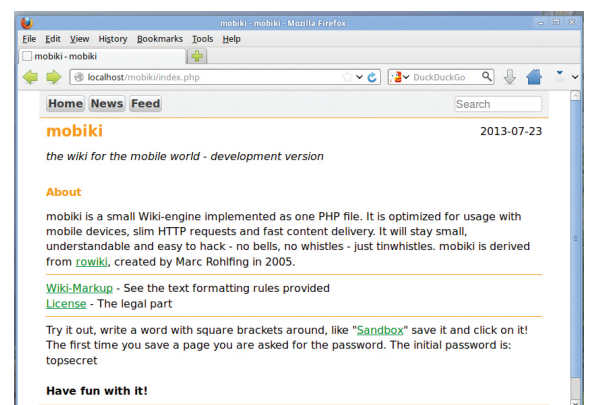 mobiki - mobiki - Mozilla Firefox
File Edit View History Bookmarks Tools Help
mobiki - mobiki
localhost/mobiki/index.php
DuckDuckGo
Home News Feed
Search
mobiki
2013-07-23
the wiki for the mobile world - development version
About
mobiki is a small Wiki-engine implemented as one PHP file. It is optimized for usage with
mobile devices, slim HTTP requests and fast content delivery. It will stay small,
understandable and easy to hack - no bells, no whistles - just tinwhistles. mobiki is derived
from rowiki, created by Marc Rohlfing in 2005.
Wiki-Markup - See the text formatting rules provided
License - The legal part
Try it out, write a word with square brackets around, like "Sandbox" save it and click on it!
The first time you save a page you are asked for the password. The initial password is:
topsecret
Have fun with it!